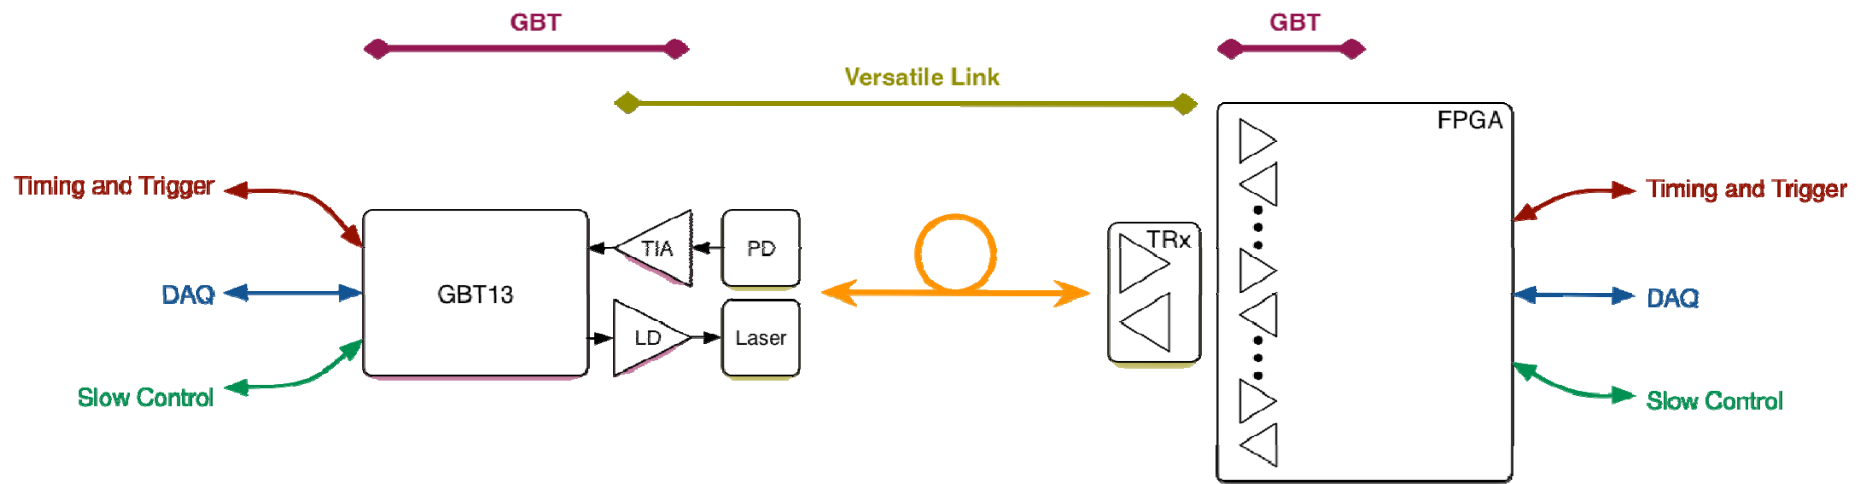 GBT
GBT
Versatile Link
FPGA
Timing and Trigger
Timing and Trigger
TIA
PD
TRx
DAQ
GBT13
DAQ
LD
Laser
Slow Control
Slow Control